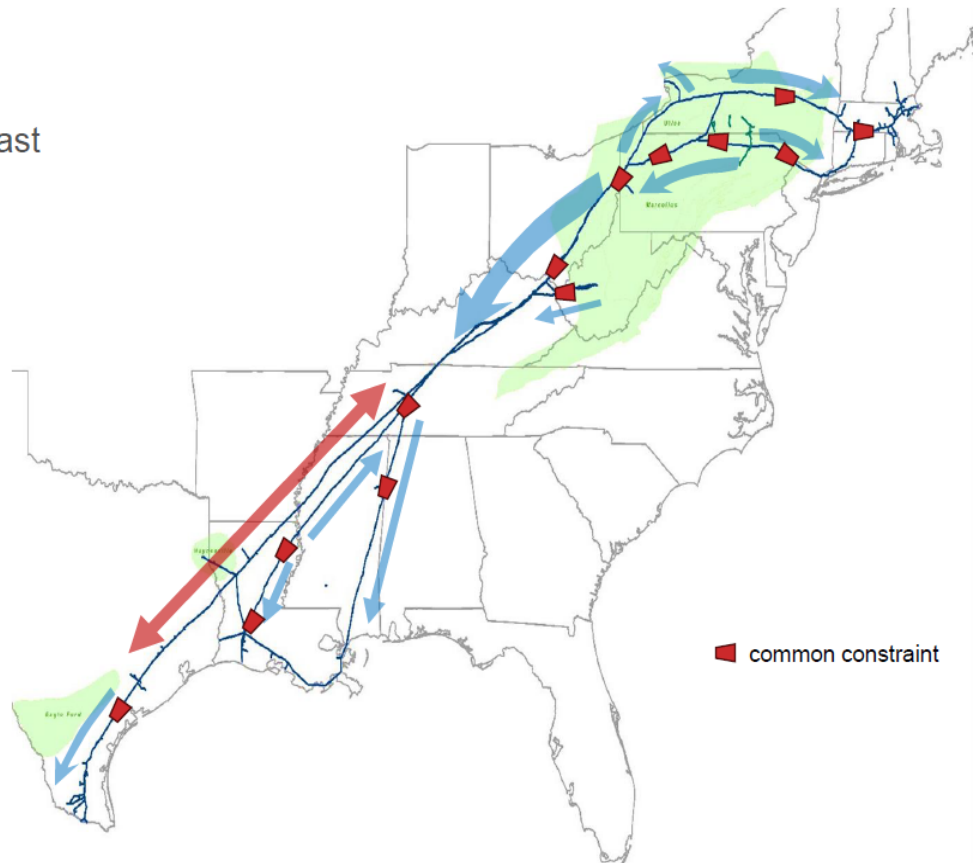 ast
Utica
Marcellus
Haynesville
Eagle Ford
common constraint